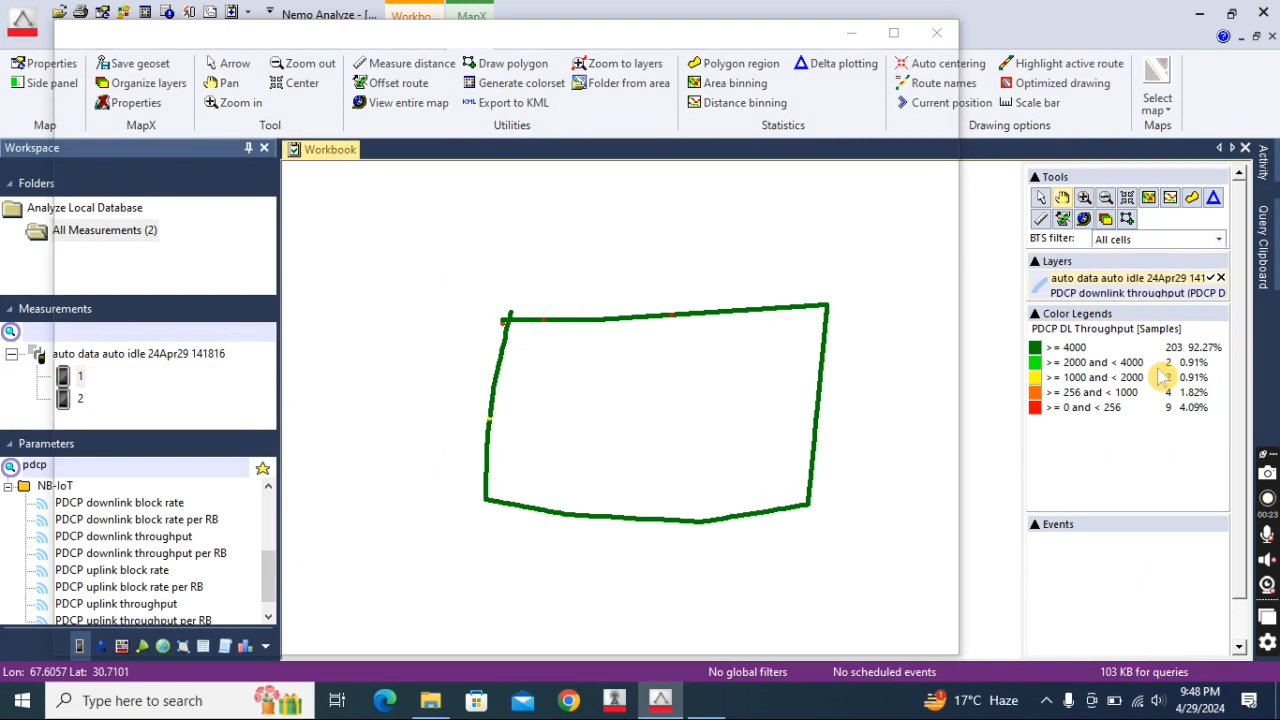 Nemo Analyze - [...
Workbo...
MapX
Properties
Side panel
Map
Save geoset
Organize layers
Properties
MapX
Arrow
Pan
Zoom in
Zoom out
Center
Tool
Measure distance
Offset route
View entire map
Draw polygon
Generate colorset
KML Export to KML
Zoom to layers
Folder from area
Utilities
Polygon region
Area binning
Distance binning
Delta plotting
Statistics
Auto centering
Route names
Current position
Highlight active route
Optimized drawing
Scale bar
Drawing options
Select
map
Maps
Workspace
Folders
Analyze Local Database
All Measurements (2)
Measurements
auto data auto idle 24Apr29 141816
1
2
Parameters
pdcp
NB-IoT
PDCP downlink block rate
PDCP downlink block rate per RB
PDCP downlink throughput
PDCP downlink throughput per RB
PDCP uplink block rate
PDCP uplink block rate per RB
PDCP uplink throughput
PDCP uplink throughput per RB
Workbook
Tools
BTS filter: All cells
Layers
auto data auto idle 24Apr29 141
PDCP downlink throughput (PDCP D
Color Legends
PDCP DL Throughput [Samples]
>= 4000 203 92.27%
>= 2000 and < 4000 2 0.91%
>= 1000 and < 2000 2 0.91%
>= 256 and < 1000 4 1.82%
>= 0 and < 256 9 4.09%
Events
Activity
Query Clipboard
00:23
Lon: 67.6057 Lat: 30.7101
No global filters
No scheduled events
103 KB for queries
Type here to search
1
17°C Haze
4:48 PM
4/29/2024